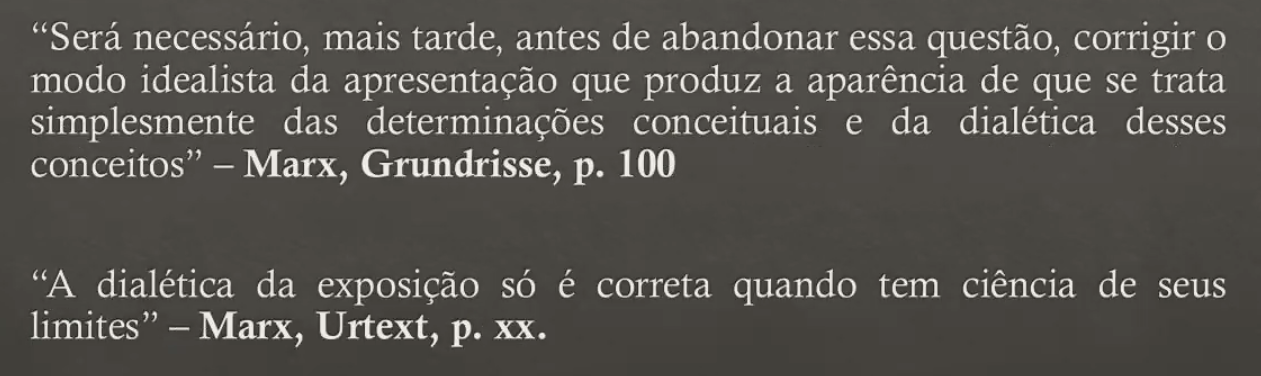 “Será necessário, mais tarde, antes de abandonar essa questão, corrigir o
modo idealista da apresentação que produz a aparência de que se trata
simplesmente das determinações conceituais e da dialética desses
conceitos” – Marx, Grundrisse, p. 100
“A dialética da exposição só é correta quando tem ciência de seus
limites” – Marx, Urtext, p. xx.